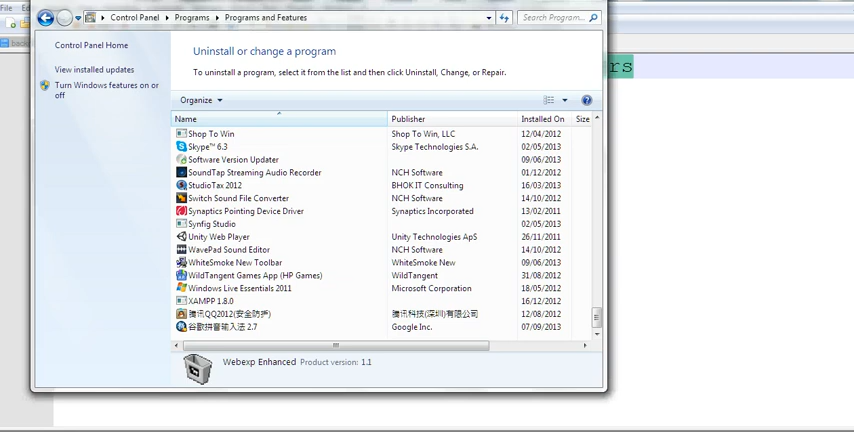 File Ed
Control Panel Programs Programs and Features
Search Program...
back
Control Panel Home
View installed updates
Turn Windows features on or
off
Uninstall or change a program
To uninstall a program, select it from the list and then click Uninstall, Change, or Repair.
rs
Organize
Name Publisher Installed On Size
Shop To Win Shop To Win, LLC 12/04/2012
Skype™ 6.3 Skype Technologies S.A. 02/05/2013
Software Version Updater 09/06/2013
SoundTap Streaming Audio Recorder NCH Software 01/12/2012
StudioTax 2012 BHOK IT Consulting 16/03/2013
Switch Sound File Converter NCH Software 14/10/2012
Synaptics Pointing Device Driver Synaptics Incorporated 13/02/2011
Synfig Studio 02/05/2013
Unity Web Player Unity Technologies ApS 26/11/2011
WavePad Sound Editor NCH Software 14/10/2012
WhiteSmoke New Toolbar WhiteSmoke New 09/06/2013
WildTangent Games App (HP Games) WildTangent 31/08/2012
Windows Live Essentials 2011 Microsoft Corporation 18/05/2012
XAMPP 1.8.0 16/12/2012
腾讯QQ2012(安全防护) 腾讯科技(深圳)有限公司 12/08/2012
谷歌拼音输入法 2.7 Google Inc. 07/09/2013
Webexp Enhanced Product version: 1.1